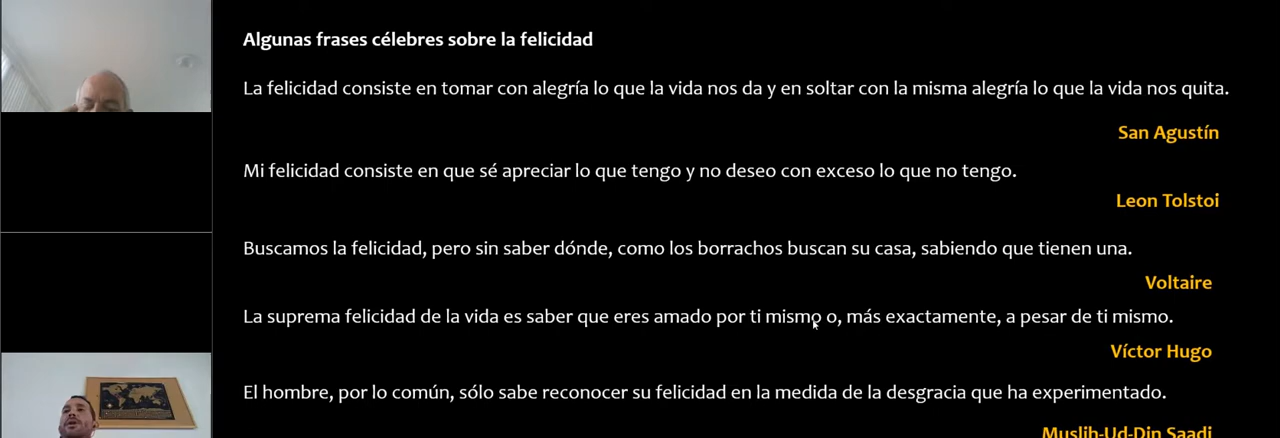 Algunas frases célebres sobre la felicidad
La felicidad consiste en tomar con alegría lo que la vida nos da y en soltar con la misma alegría lo que la vida nos quita.
San Agustín
Mi felicidad consiste en que sé apreciar lo que tengo y no deseo con exceso lo que no tengo.
Leon Tolstoi
Buscamos la felicidad, pero sin saber dónde, como los borrachos buscan su casa, sabiendo que tienen una.
Voltaire
La suprema felicidad de la vida es saber que eres amado por ti mismo o, más exactamente, a pesar de ti mismo.
Víctor Hugo
El hombre, por lo común, sólo sabe reconocer su felicidad en la medida de la desgracia que ha experimentado.
Muslih-Ud-Din Saadi